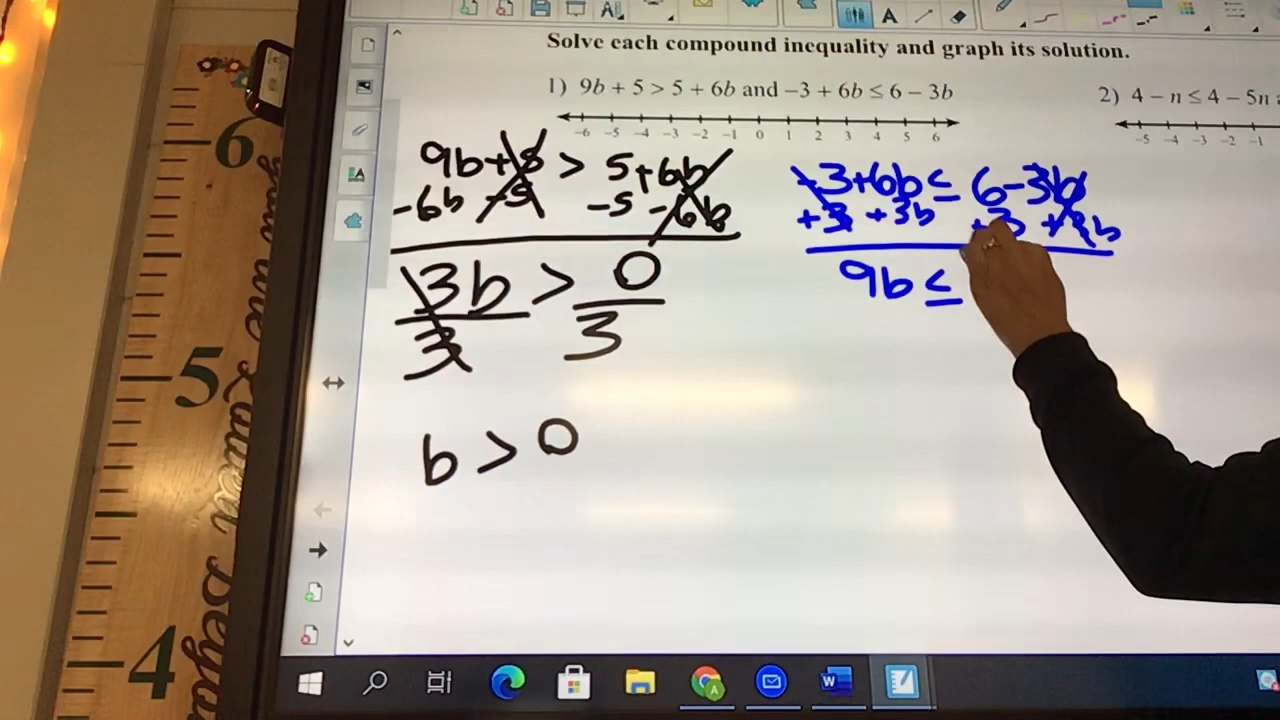 Solve each compound inequality and graph its solution.
1) 9b + 5 > 5 + 6b and −3 + 6b ≤ 6 − 3b
2) 4 − n ≤ 4 − 5n
-6 -5 -4 -3 -2 -1 0 1 2 3 4 5 6
-5 -4 -3 -2 -1
9b+5 > 5+6b
-6b -5 -5 -6b
3b > 0
3 3
b > 0
-3+6b ≤ 6-3b
+3 +3b +3 +3b
9b ≤
6
5
4